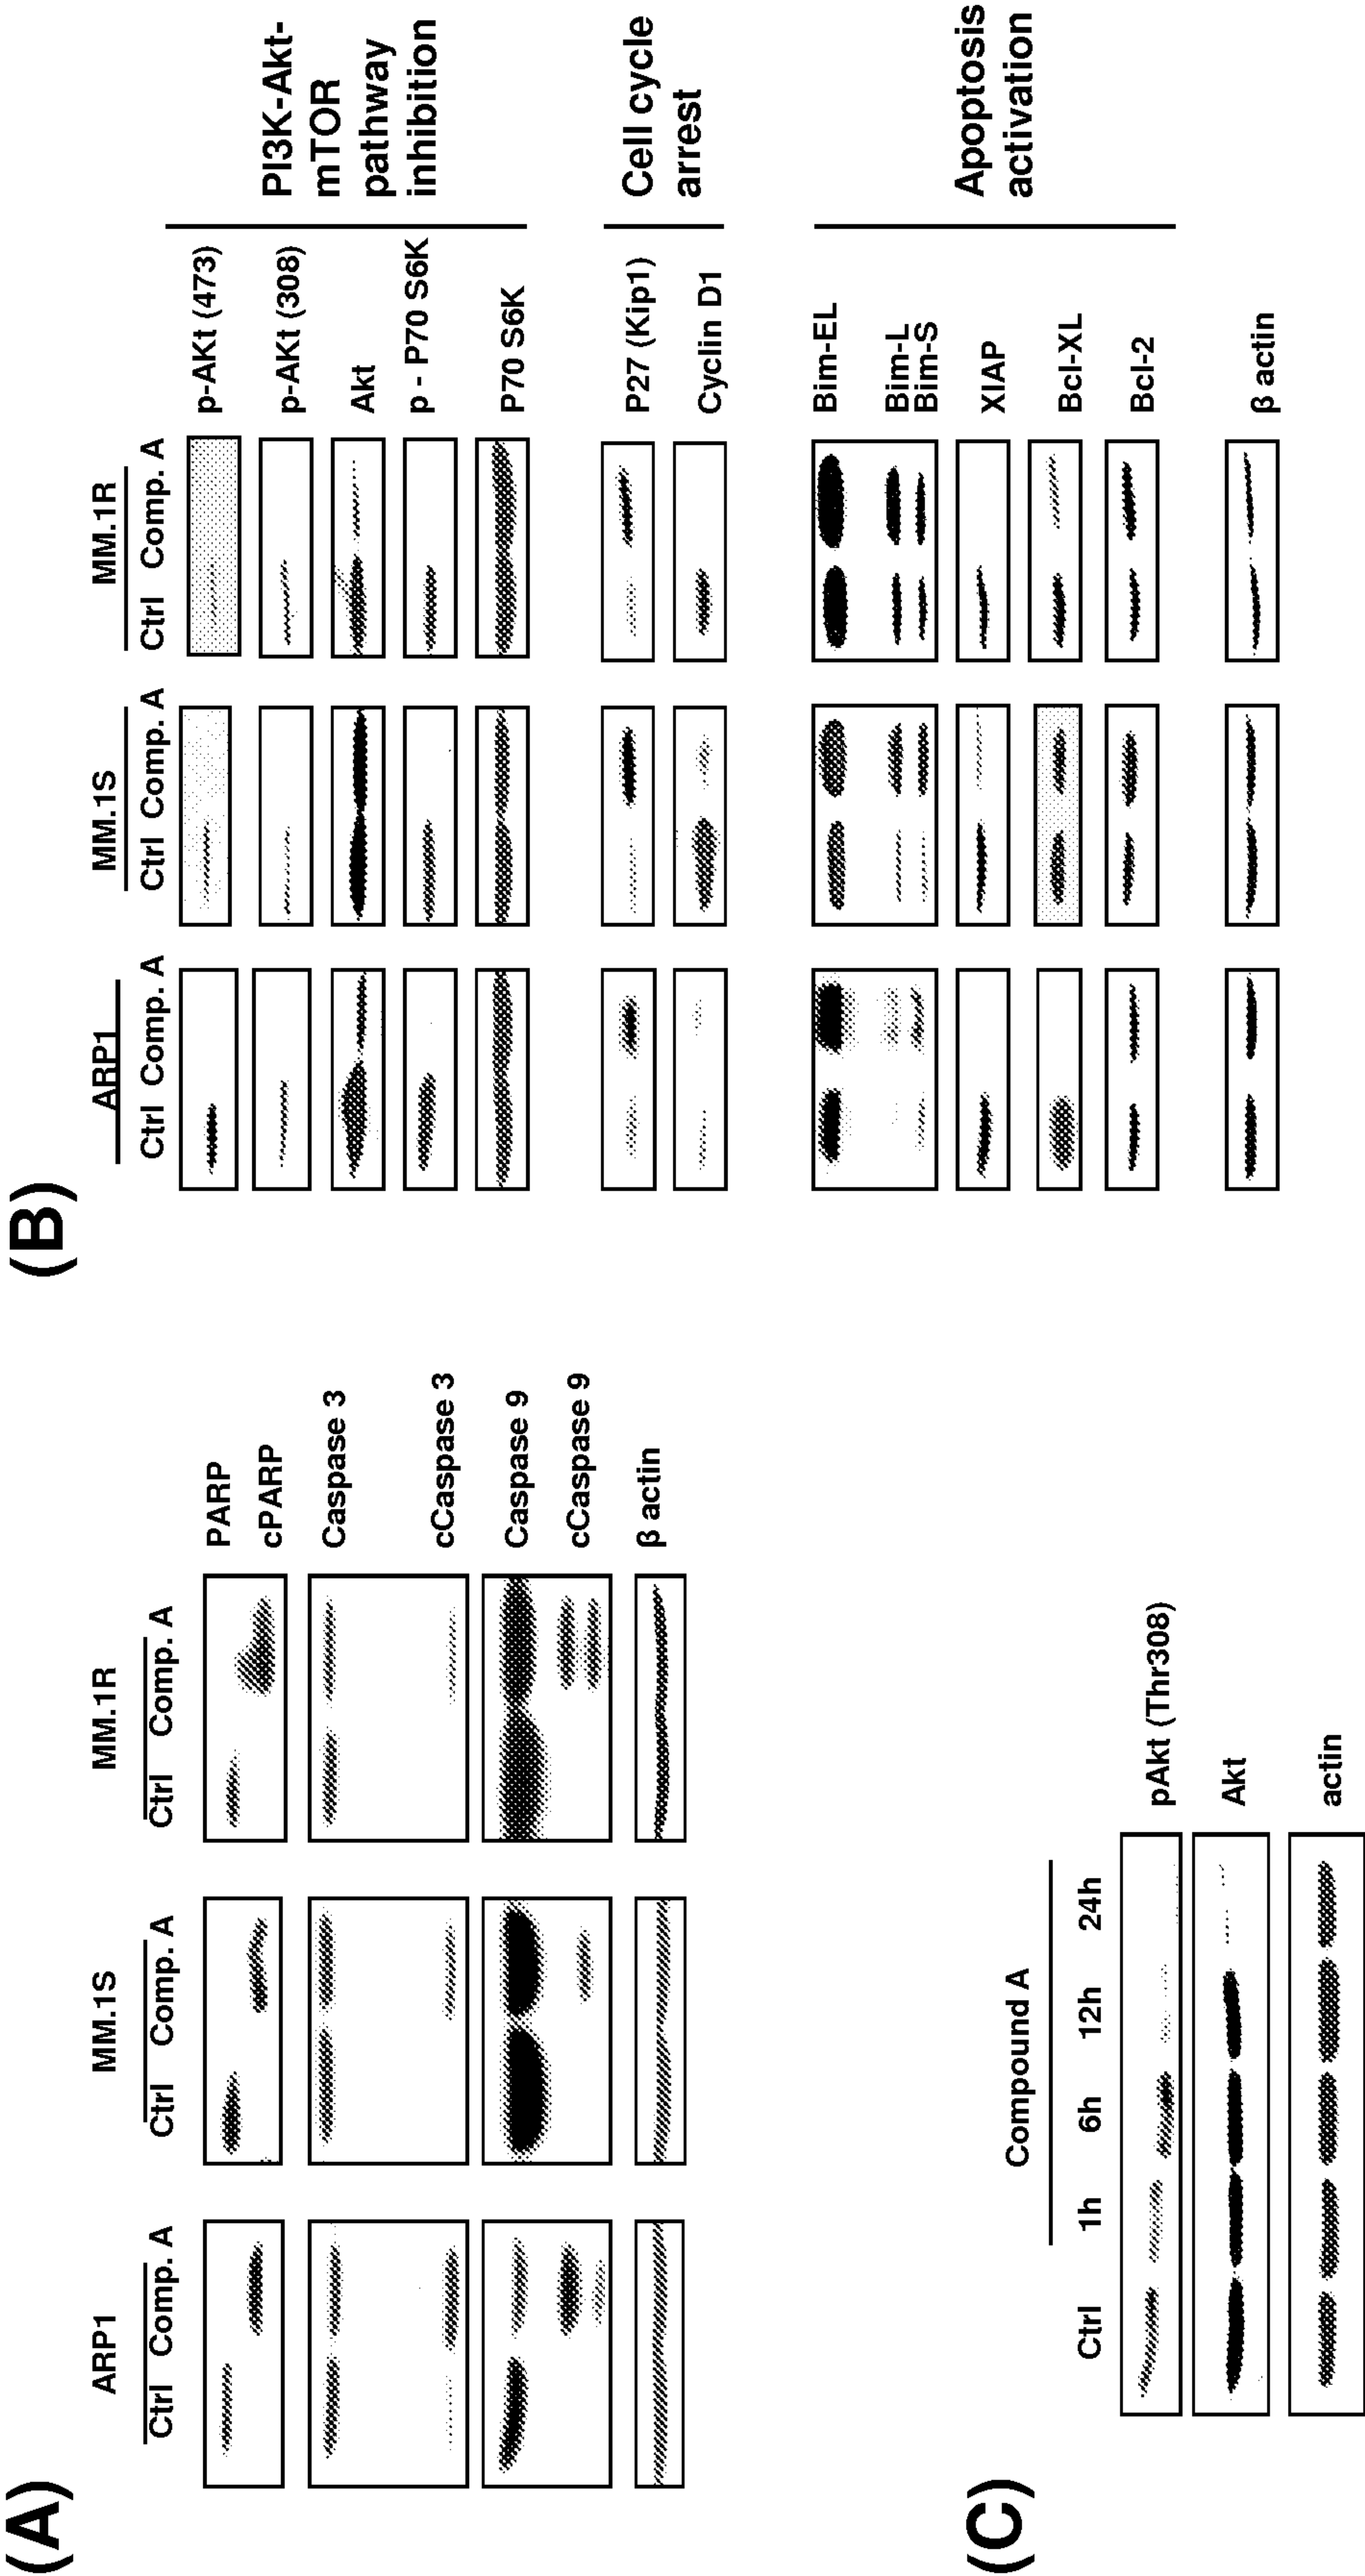 (A)
ARP1
MM.1S
MM.1R
Ctrl Comp. A
Ctrl Comp. A
Ctrl Comp. A
PARP
cPARP
Caspase 3
cCaspase 3
Caspase 9
cCaspase 9
β actin
(B)
ARP1
MM.1S
MM.1R
Ctrl Comp. A
Ctrl Comp. A
Ctrl Comp. A
p-AKt (473)
p-AKt (308)
Akt
p - P70 S6K
P70 S6K
PI3K-Akt-
mTOR
pathway
inhibition
P27 (Kip1)
Cyclin D1
Cell cycle
arrest
Bim-EL
Bim-L
Bim-S
XIAP
Bcl-XL
Bcl-2
Apoptosis
activation
β actin
(C)
Compound A
Ctrl 1h 6h 12h 24h
pAkt (Thr308)
Akt
actin